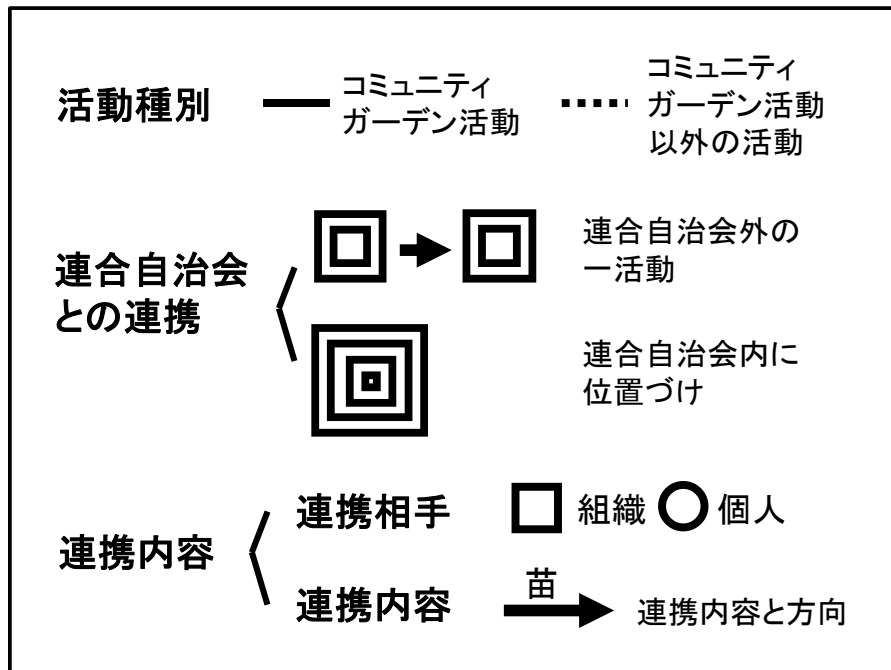 活動種別
コミュニティ
ガーデン活動
コミュニティ
ガーデン活動
以外の活動
連合自治会
との連携
連合自治会外の
一活動
連合自治会内に
位置づけ
連携内容
連携相手
組織
個人
連携内容
苗
連携内容と方向